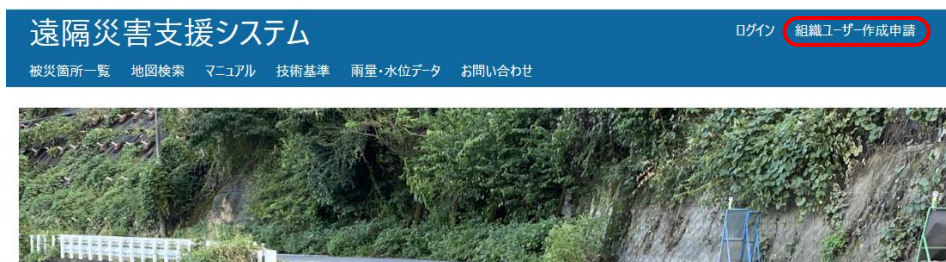 遠隔災害支援システム
ログイン 組織ユーザー作成申請
被災箇所一覧 地図検索 マニュアル 技術基準 雨量・水位データ お問い合わせ